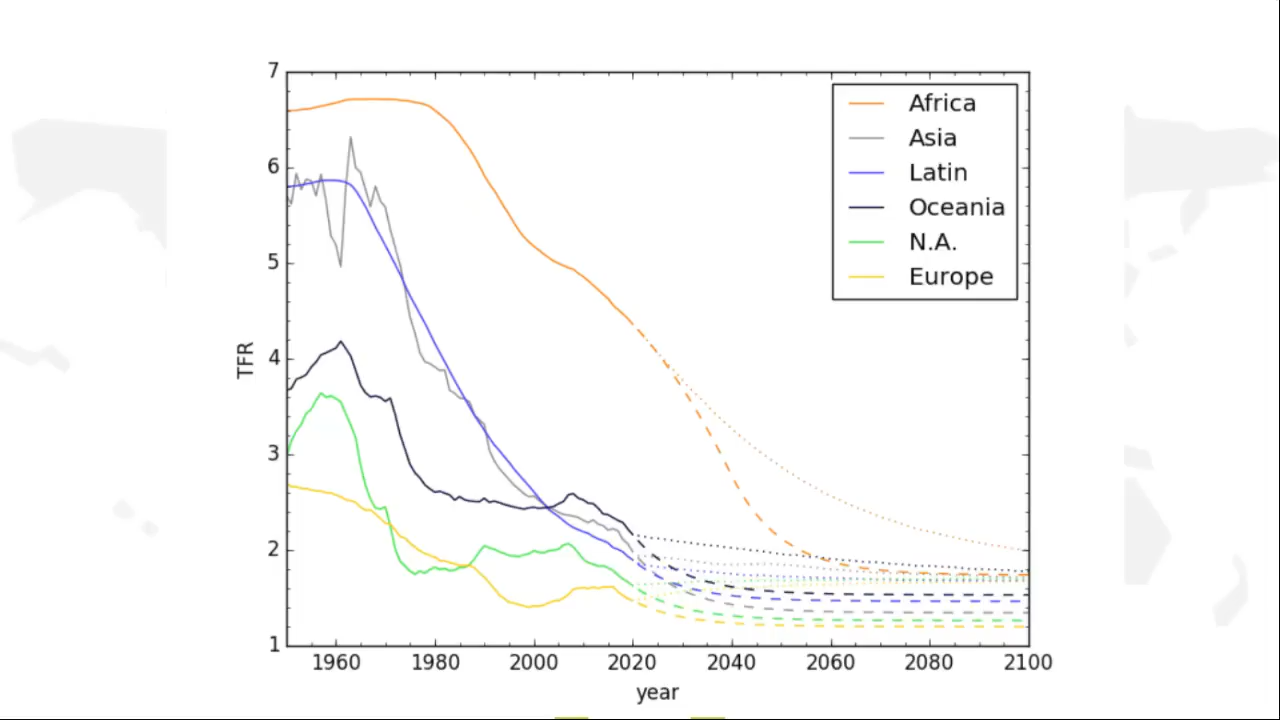 7
6
5
4
3
2
1
TFR
1960 1980 2000 2020 2040 2060 2080 2100
year
Africa
Asia
Latin
Oceania
N.A.
Europe